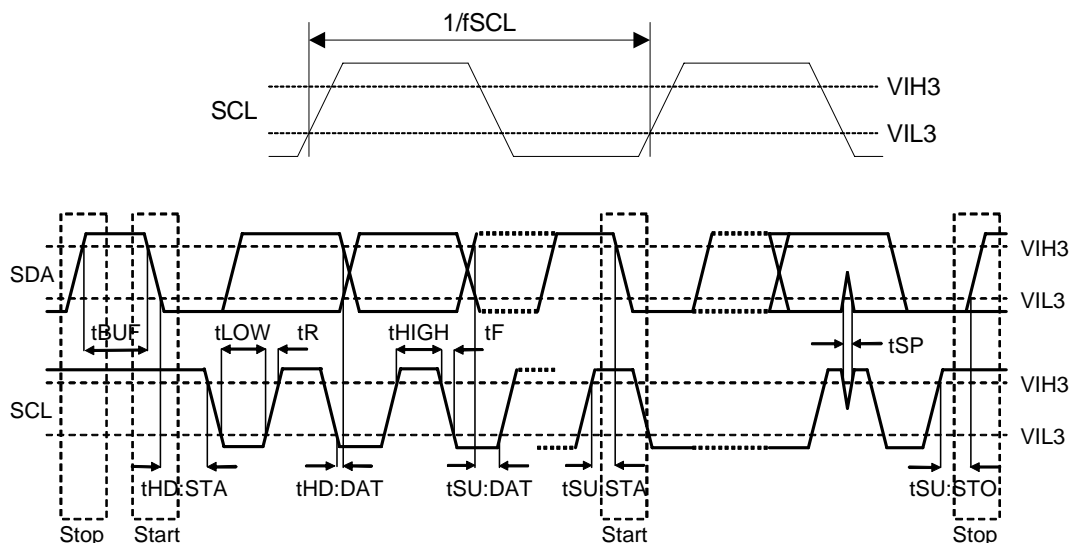 1/fSCL
VIH3
SCL
VIL3
VIH3
SDA
VIL3
tBUF tLOW tR tHIGH tF
tSP
VIH3
SCL
VIL3
tHD:STA tHD:DAT tSU:DAT tSU:STA tSU:STO
Stop Start Start Stop